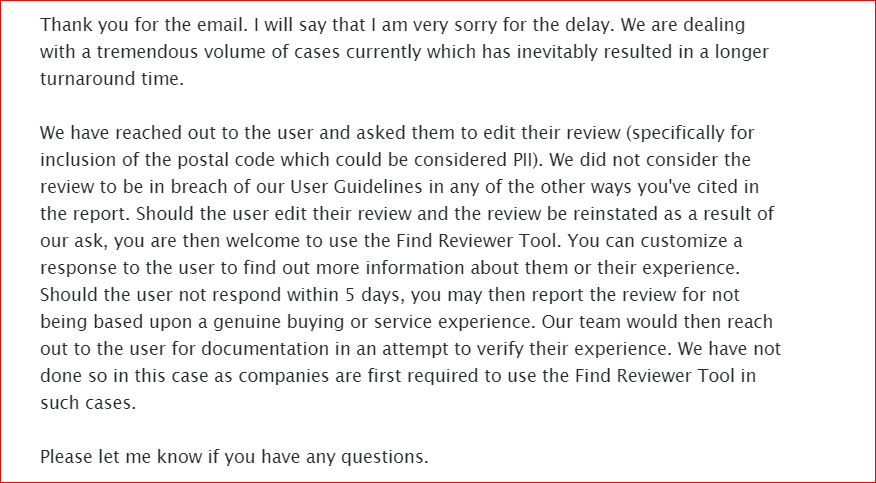 Thank you for the email. I will say that I am very sorry for the delay. We are dealing
with a tremendous volume of cases currently which has inevitably resulted in a longer
turnaround time.
We have reached out to the user and asked them to edit their review (specifically for
inclusion of the postal code which could be considered PII). We did not consider the
review to be in breach of our User Guidelines in any of the other ways you've cited in
the report. Should the user edit their review and the review be reinstated as a result of
our ask, you are then welcome to use the Find Reviewer Tool. You can customize a
response to the user to find out more information about them or their experience.
Should the user not respond within 5 days, you may then report the review for not
being based upon a genuine buying or service experience. Our team would then reach
out to the user for documentation in an attempt to verify their experience. We have not
done so in this case as companies are first required to use the Find Reviewer Tool in
such cases.
Please let me know if you have any questions.